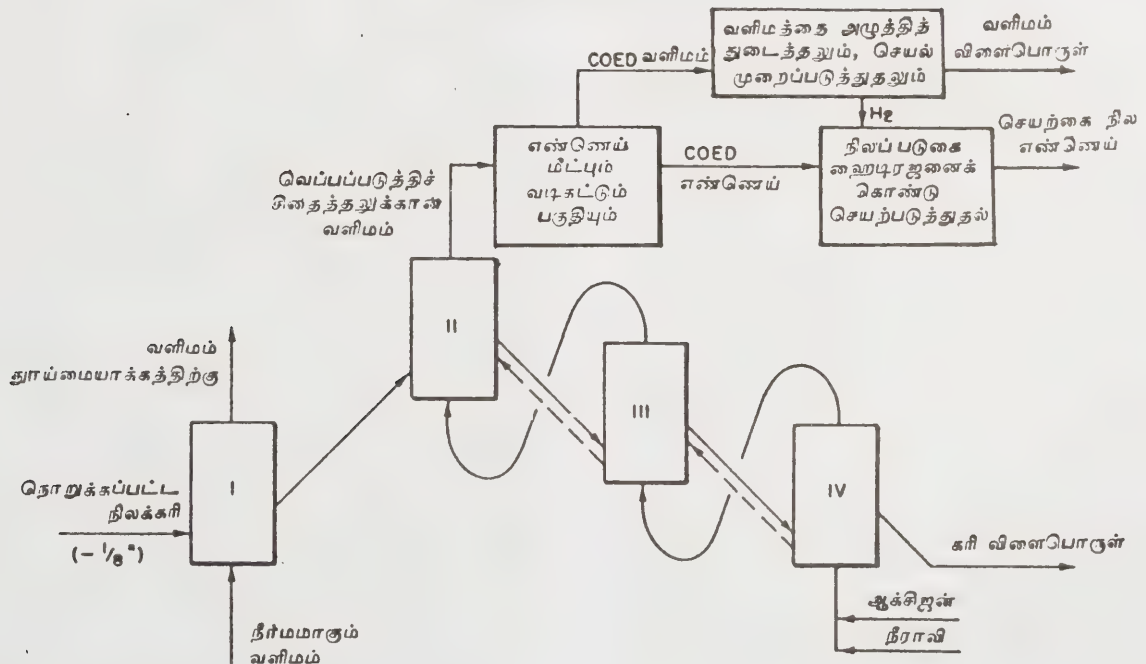 வளிமத்தை அழுத்தித்
துடைத்தலும், செயல்
முறைப்படுத்துதலும்
வளிமம்
விளைபொருள்
COED வளிமம்
H2
செயற்கை நில
எண்ணெய்
எண்ணெய்
மீட்பும்
வடிகட்டும்
பகுதியும்
COED
எண்ணெய்
நிலப் படுகை
ஹைடிரஜனைக்
கொண்டு
செயற்படுத்துதல்
வெப்பப்படுத்திச்
சிதைத்தலுக்கான
வளிமம்
II
வளிமம்
தூய்மையாக்கத்திற்கு
III
I
நொறுக்கப்பட்ட
நிலக்கரி
(- 1/8")
IV
கரி விளைபொருள்
ஆக்சிஜன்
நீராவி
நீர்மமாகும்
வளிமம்